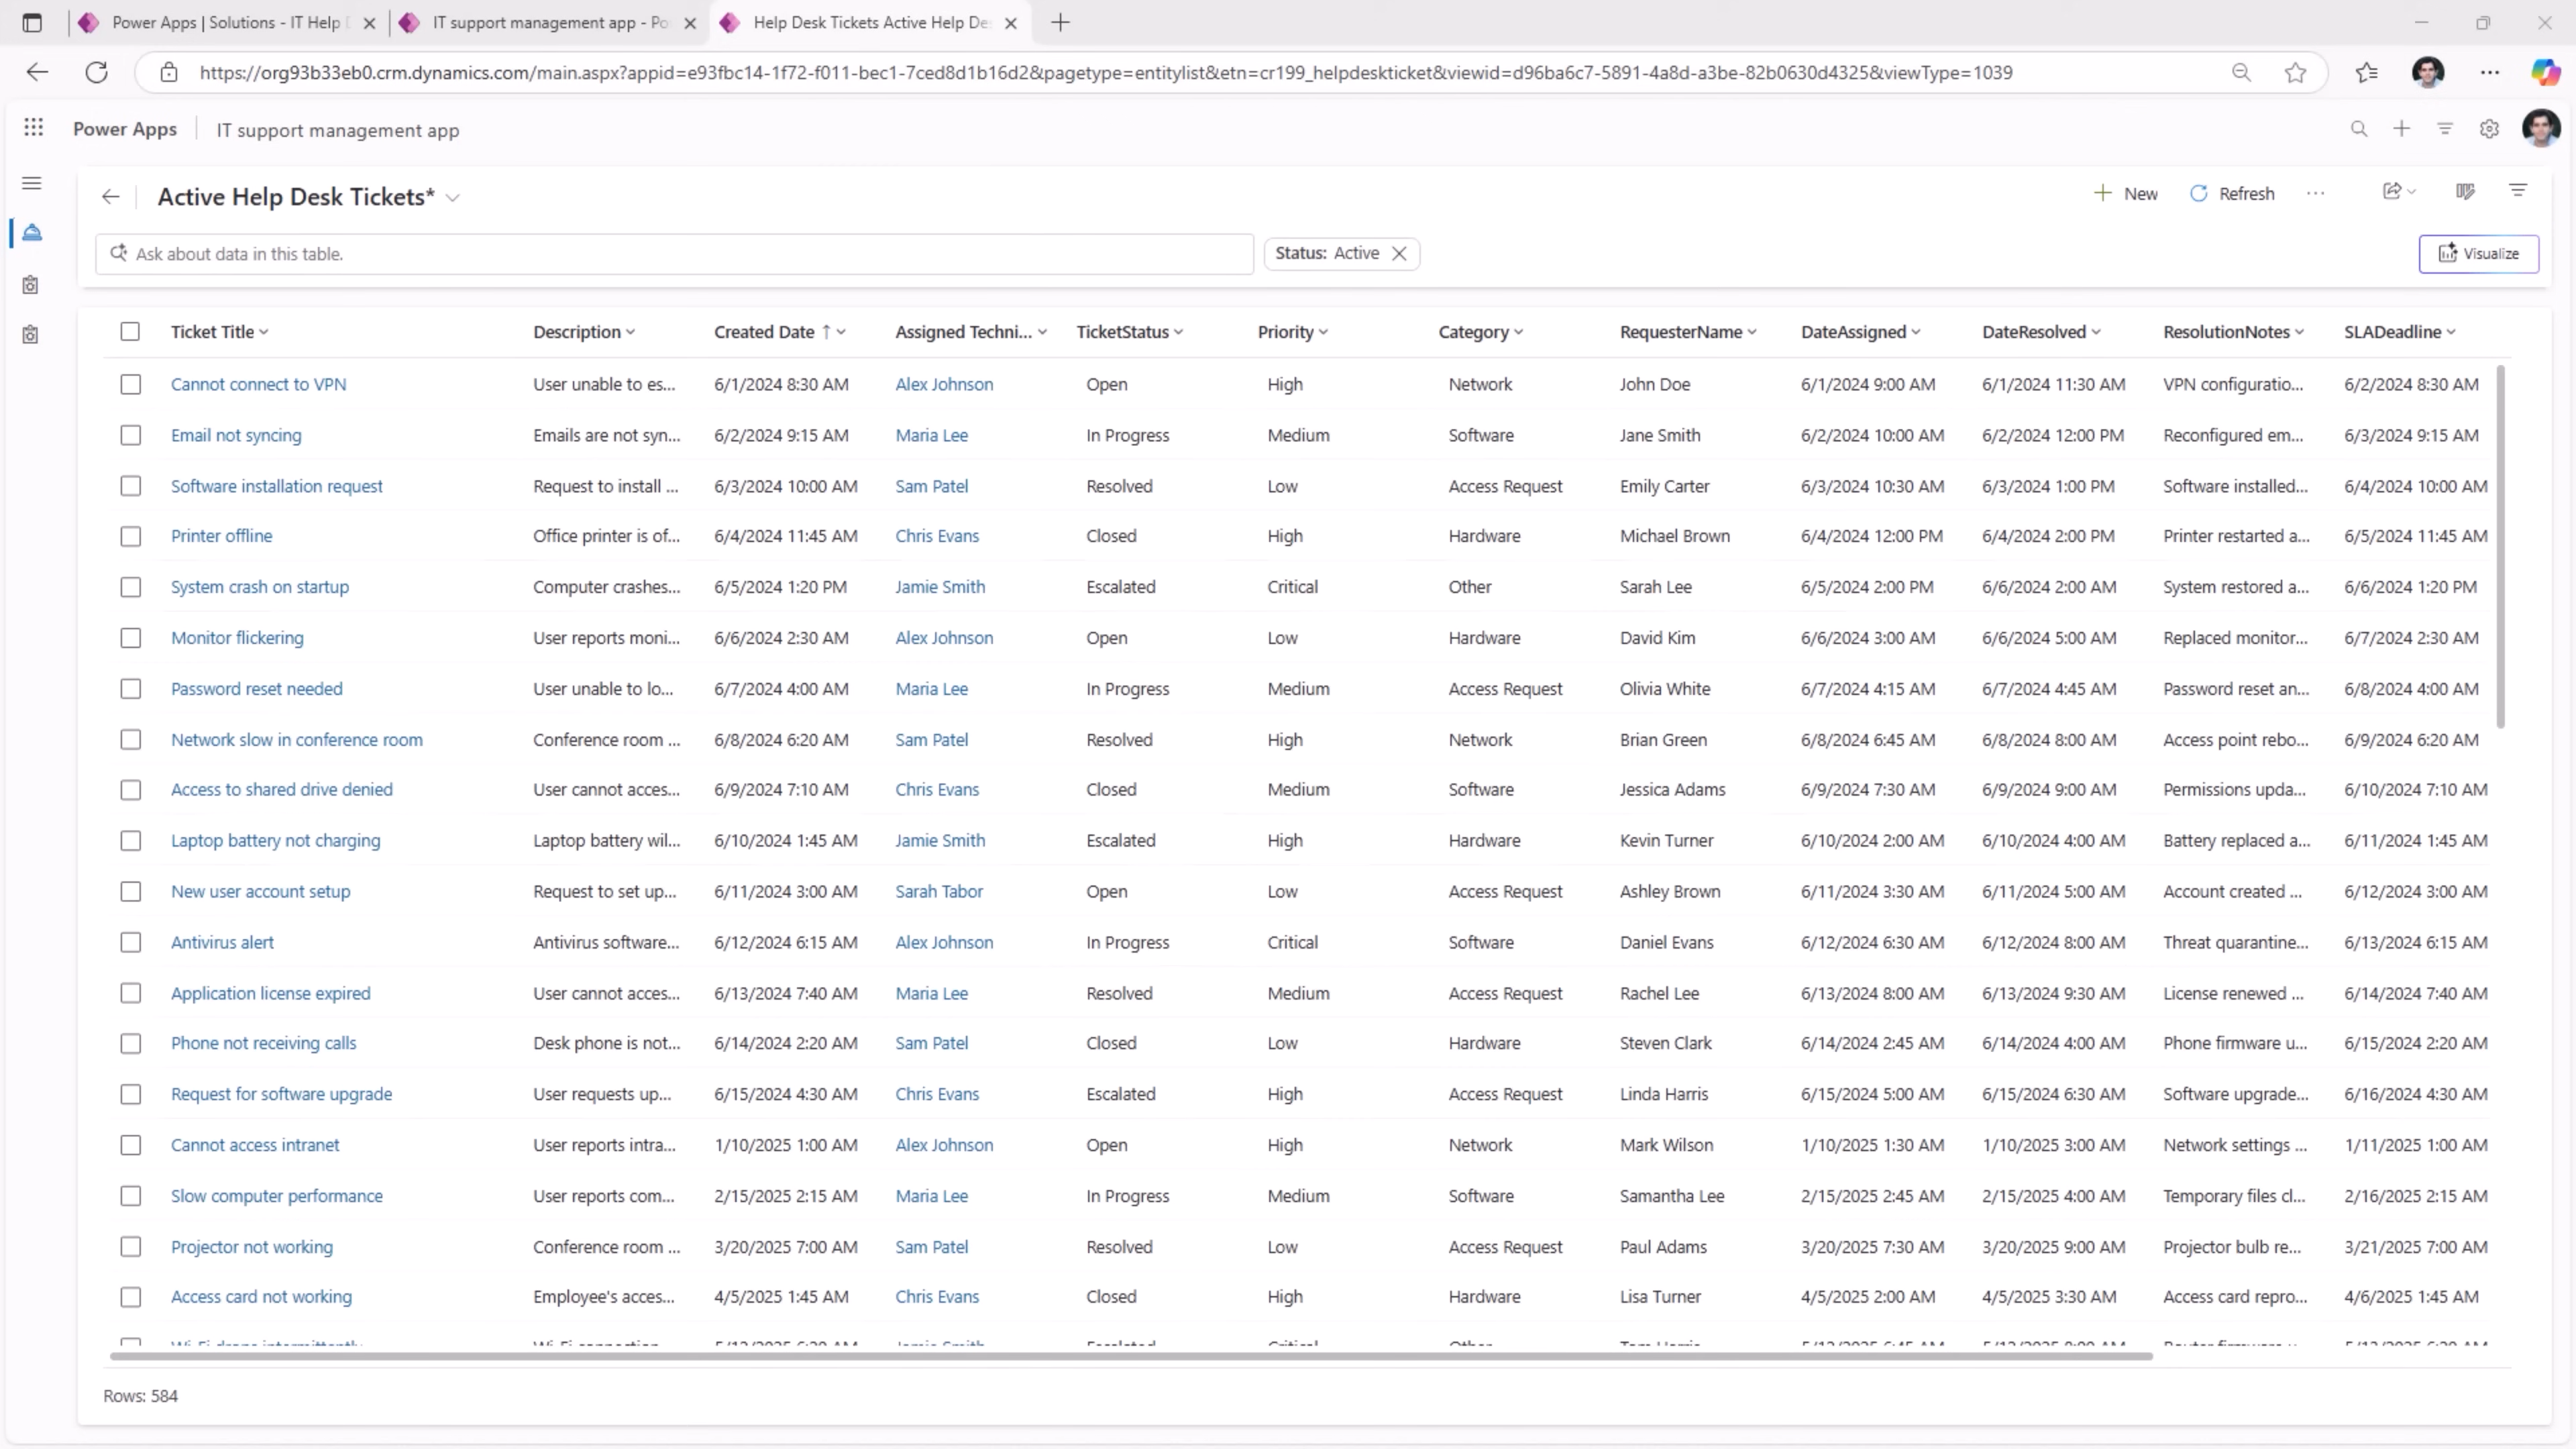 Power Apps | Solutions - IT Help D
IT support management app - Po
Help Desk Tickets Active Help De
https://org93b33eb0.crm.dynamics.com/main.aspx?appid=e93fbc14-1f72-f011-bec1-7ced8d1b16d2&pagetype=entitylist&etn=cr199_helpdeskticket&viewid=d96ba6c7-5891-4a8d-a3be-82b0630d4325&viewType=1039
Power Apps IT support management app
Active Help Desk Tickets*
New Refresh
Ask about data in this table.
Status: Active
Visualize
Ticket Title Description Created Date Assigned Techni... TicketStatus Priority Category RequesterName DateAssigned DateResolved ResolutionNotes SLADeadline
Cannot connect to VPN User unable to es... 6/1/2024 8:30 AM Alex Johnson Open High Network John Doe 6/1/2024 9:00 AM 6/1/2024 11:30 AM VPN configuratio... 6/2/2024 8:30 AM
Email not syncing Emails are not syn... 6/2/2024 9:15 AM Maria Lee In Progress Medium Software Jane Smith 6/2/2024 10:00 AM 6/2/2024 12:00 PM Reconfigured em... 6/3/2024 9:15 AM
Software installation request Request to install ... 6/3/2024 10:00 AM Sam Patel Resolved Low Access Request Emily Carter 6/3/2024 10:30 AM 6/3/2024 1:00 PM Software installed... 6/4/2024 10:00 AM
Printer offline Office printer is of... 6/4/2024 11:45 AM Chris Evans Closed High Hardware Michael Brown 6/4/2024 12:00 PM 6/4/2024 2:00 PM Printer restarted a... 6/5/2024 11:45 AM
System crash on startup Computer crashes... 6/5/2024 1:20 PM Jamie Smith Escalated Critical Other Sarah Lee 6/5/2024 2:00 PM 6/6/2024 2:00 AM System restored a... 6/6/2024 1:20 PM
Monitor flickering User reports moni... 6/6/2024 2:30 AM Alex Johnson Open Low Hardware David Kim 6/6/2024 3:00 AM 6/6/2024 5:00 AM Replaced monitor... 6/7/2024 2:30 AM
Password reset needed User unable to lo... 6/7/2024 4:00 AM Maria Lee In Progress Medium Access Request Olivia White 6/7/2024 4:15 AM 6/7/2024 4:45 AM Password reset an... 6/8/2024 4:00 AM
Network slow in conference room Conference room ... 6/8/2024 6:20 AM Sam Patel Resolved High Network Brian Green 6/8/2024 6:45 AM 6/8/2024 8:00 AM Access point rebo... 6/9/2024 6:20 AM
Access to shared drive denied User cannot acces... 6/9/2024 7:10 AM Chris Evans Closed Medium Software Jessica Adams 6/9/2024 7:30 AM 6/9/2024 9:00 AM Permissions upda... 6/10/2024 7:10 AM
Laptop battery not charging Laptop battery wil... 6/10/2024 1:45 AM Jamie Smith Escalated High Hardware Kevin Turner 6/10/2024 2:00 AM 6/10/2024 4:00 AM Battery replaced a... 6/11/2024 1:45 AM
New user account setup Request to set up... 6/11/2024 3:00 AM Sarah Tabor Open Low Access Request Ashley Brown 6/11/2024 3:30 AM 6/11/2024 5:00 AM Account created ... 6/12/2024 3:00 AM
Antivirus alert Antivirus software... 6/12/2024 6:15 AM Alex Johnson In Progress Critical Software Daniel Evans 6/12/2024 6:30 AM 6/12/2024 8:00 AM Threat quarantine... 6/13/2024 6:15 AM
Application license expired User cannot acces... 6/13/2024 7:40 AM Maria Lee Resolved Medium Access Request Rachel Lee 6/13/2024 8:00 AM 6/13/2024 9:30 AM License renewed ... 6/14/2024 7:40 AM
Phone not receiving calls Desk phone is not... 6/14/2024 2:20 AM Sam Patel Closed Low Hardware Steven Clark 6/14/2024 2:45 AM 6/14/2024 4:00 AM Phone firmware u... 6/15/2024 2:20 AM
Request for software upgrade User requests up... 6/15/2024 4:30 AM Chris Evans Escalated High Access Request Linda Harris 6/15/2024 5:00 AM 6/15/2024 6:30 AM Software upgrade... 6/16/2024 4:30 AM
Cannot access intranet User reports intra... 1/10/2025 1:00 AM Alex Johnson Open High Network Mark Wilson 1/10/2025 1:30 AM 1/10/2025 3:00 AM Network settings ... 1/11/2025 1:00 AM
Slow computer performance User reports com... 2/15/2025 2:15 AM Maria Lee In Progress Medium Software Samantha Lee 2/15/2025 2:45 AM 2/15/2025 4:00 AM Temporary files cl... 2/16/2025 2:15 AM
Projector not working Conference room ... 3/20/2025 7:00 AM Sam Patel Resolved Low Access Request Paul Adams 3/20/2025 7:30 AM 3/20/2025 9:00 AM Projector bulb re... 3/21/2025 7:00 AM
Access card not working Employee's acces... 4/5/2025 1:45 AM Chris Evans Closed High Hardware Lisa Turner 4/5/2025 2:00 AM 4/5/2025 3:30 AM Access card repro... 4/6/2025 1:45 AM
Rows: 584